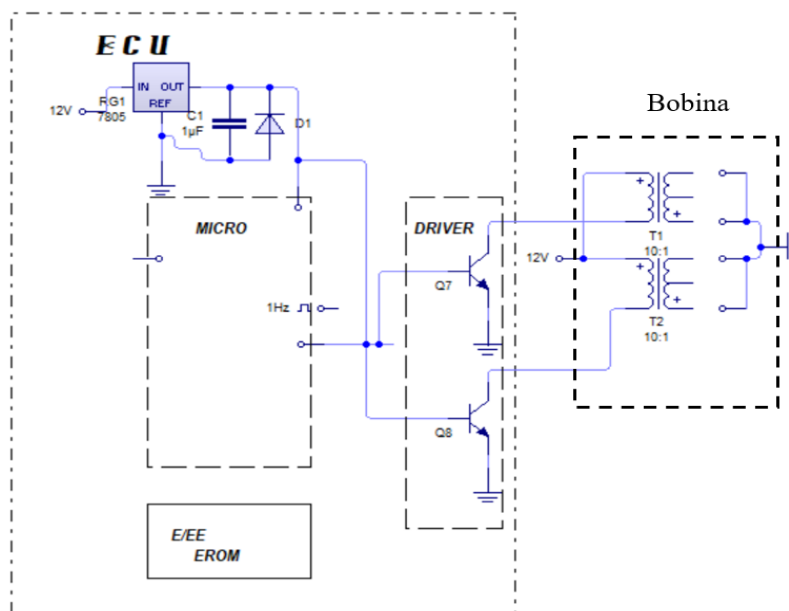 ECU
IN OUT
REF
RG1
7805
12V
C1
1µF
D1
Bobina
MICRO
DRIVER
1Hz
Q7
Q8
12V
T1
10:1
T2
10:1
E/EE
EROM